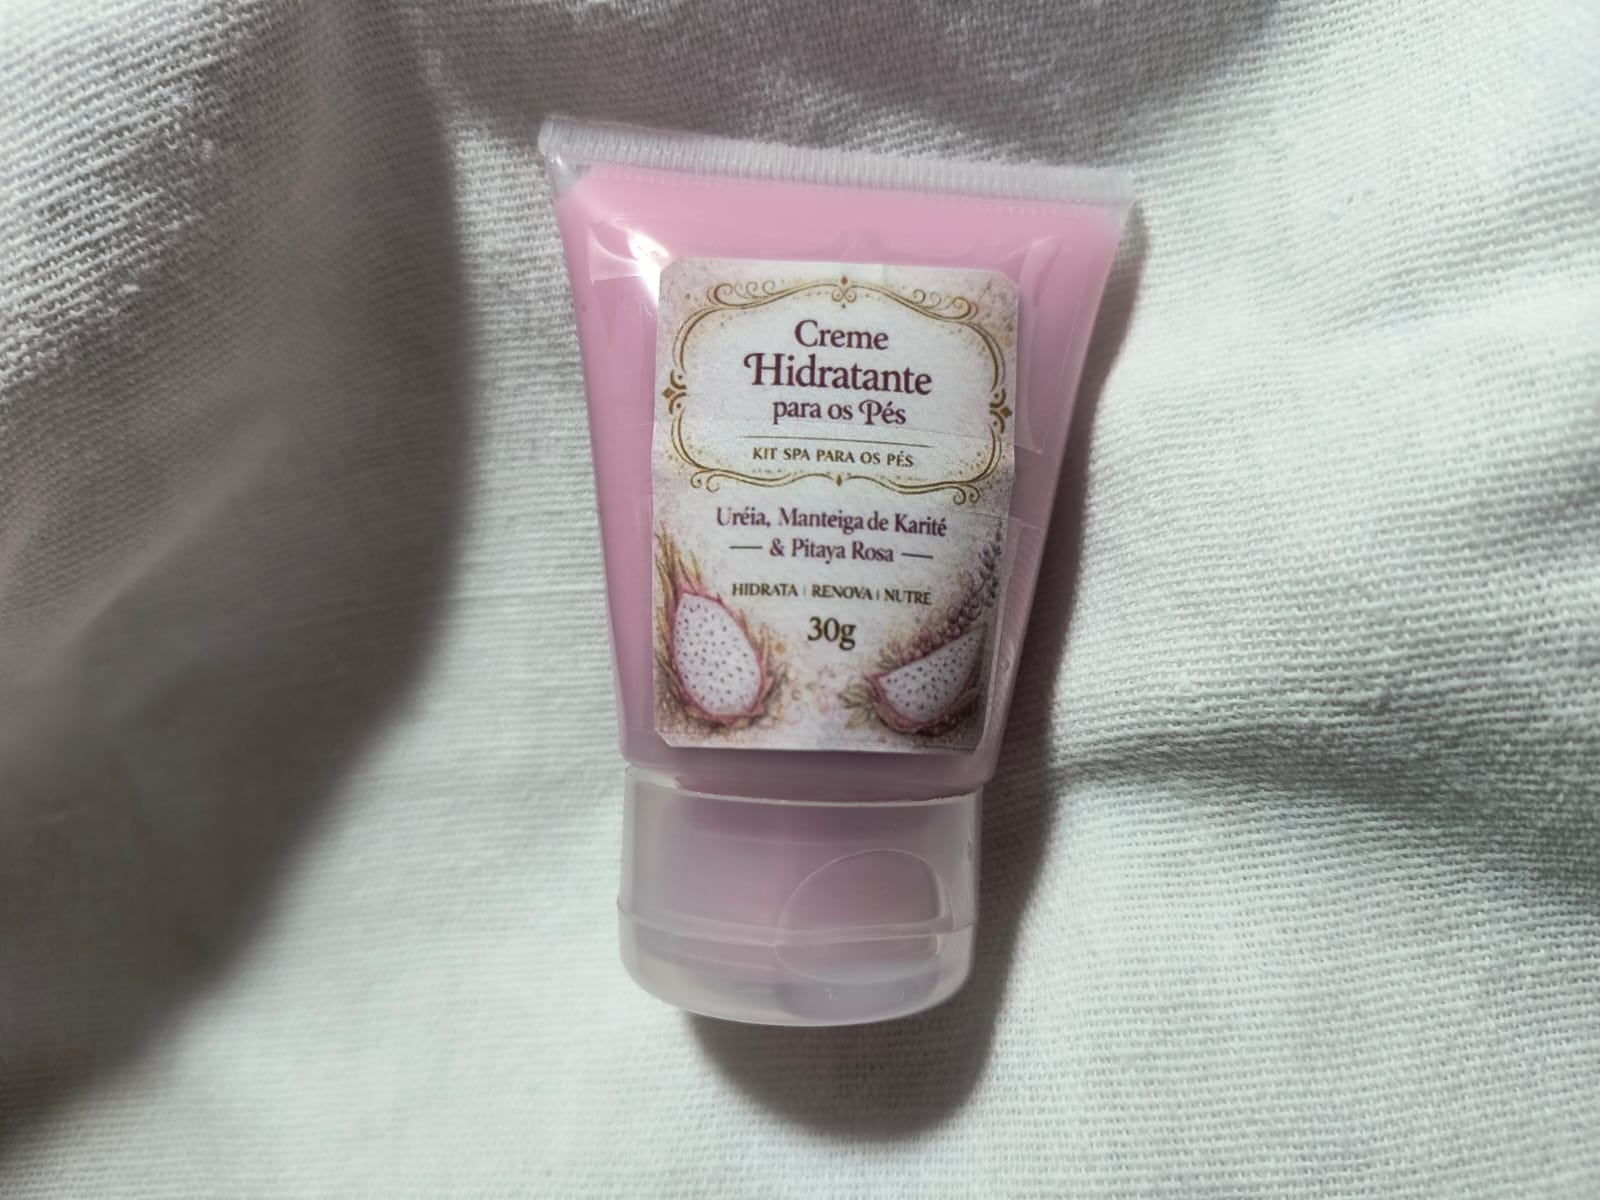 Creme
Hidratante
para os Pés
KIT SPA PARA OS PÉS
Uréia, Manteiga de Karité
& Pitaya Rosa
HIDRATA | RENOVA | NUTRE
30g